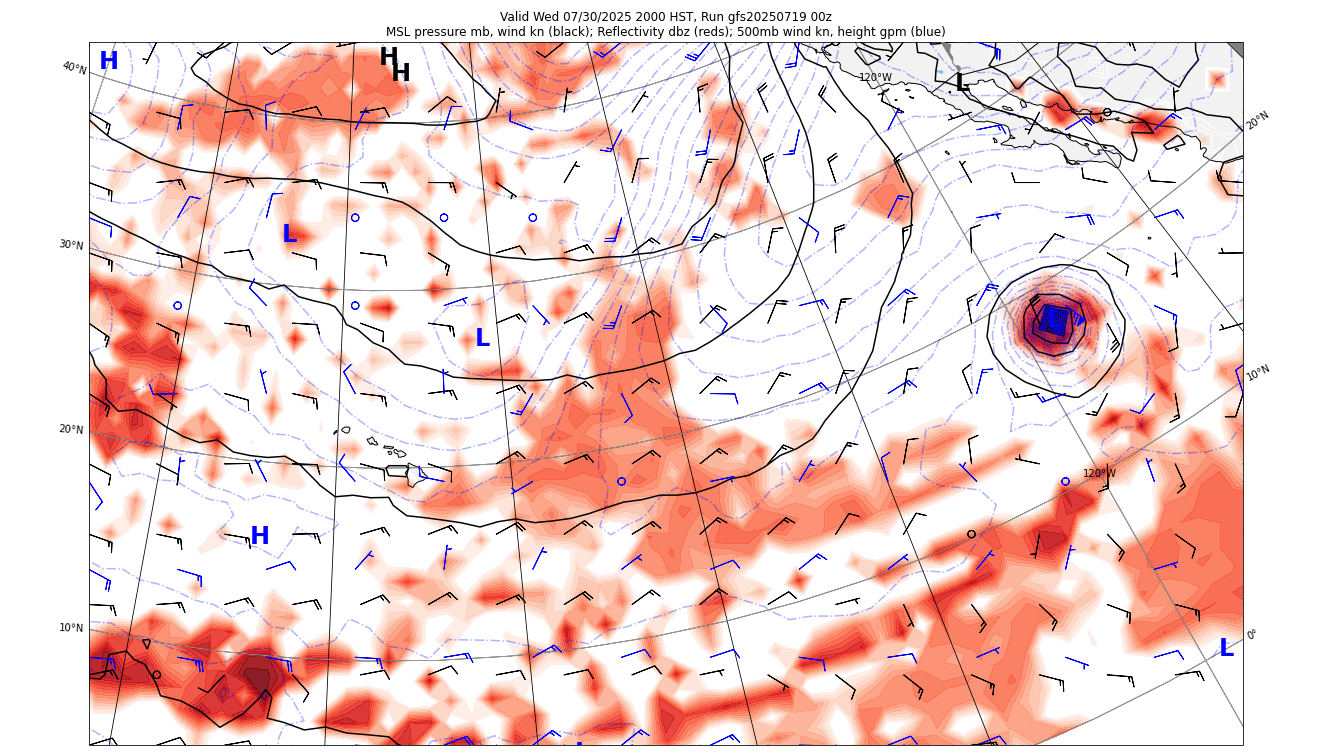 Valid Wed 07/30/2025 2000 HST, Run gfs20250719 00z
MSL pressure mb, wind kn (black); Reflectivity dbz (reds); 500mb wind kn, height gpm (blue)
H
H
H
40°N
120°W
L
20°N
L
30°N
L
10°N
20°N
120°W
H
10°N
0°
L